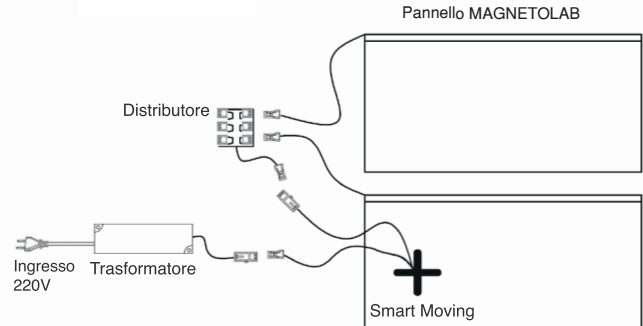 Pannello MAGNETOLAB
Distributore
Ingresso
220V
Trasformatore
Smart Moving